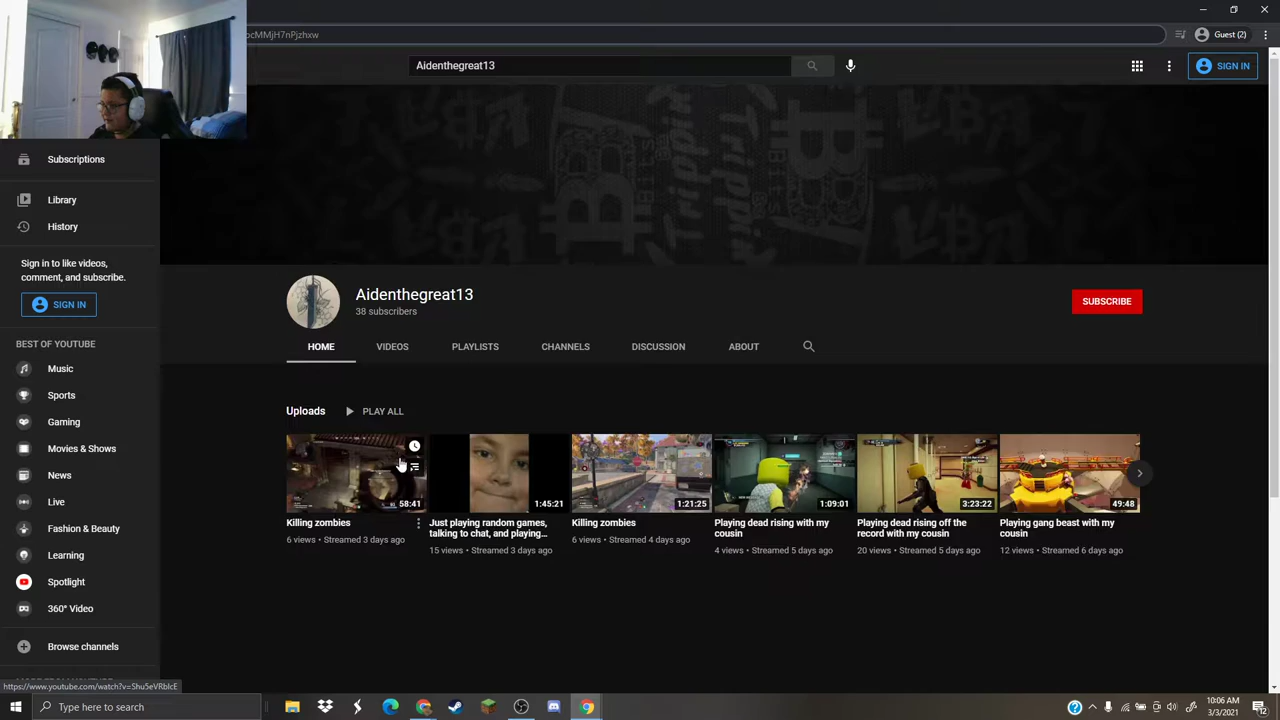 ocMMjH7nPjzhxw
Guest (2)
Aidenthegreat13
SIGN IN
Subscriptions
Library
History
Sign in to like videos,
comment, and subscribe.
SIGN IN
BEST OF YOUTUBE
Music
Sports
Gaming
Movies & Shows
News
Live
Fashion & Beauty
Learning
Spotlight
360° Video
Browse channels
Aidenthegreat13
38 subscribers
SUBSCRIBE
HOME VIDEOS PLAYLISTS CHANNELS DISCUSSION ABOUT
Uploads PLAY ALL
58:41
Killing zombies
6 views • Streamed 3 days ago
1:45:21
Just playing random games,
talking to chat, and playing...
15 views • Streamed 3 days ago
1:21:25
Killing zombies
6 views • Streamed 4 days ago
1:09:01
Playing dead rising with my
cousin
4 views • Streamed 5 days ago
3:23:22
Playing dead rising off the
record with my cousin
20 views • Streamed 5 days ago
49:48
Playing gang beast with my
cousin
12 views • Streamed 6 days ago
https://www.youtube.com/watch?v=Shu5eVRbIcE
Type here to search
10:06 AM
3/3/2021
12